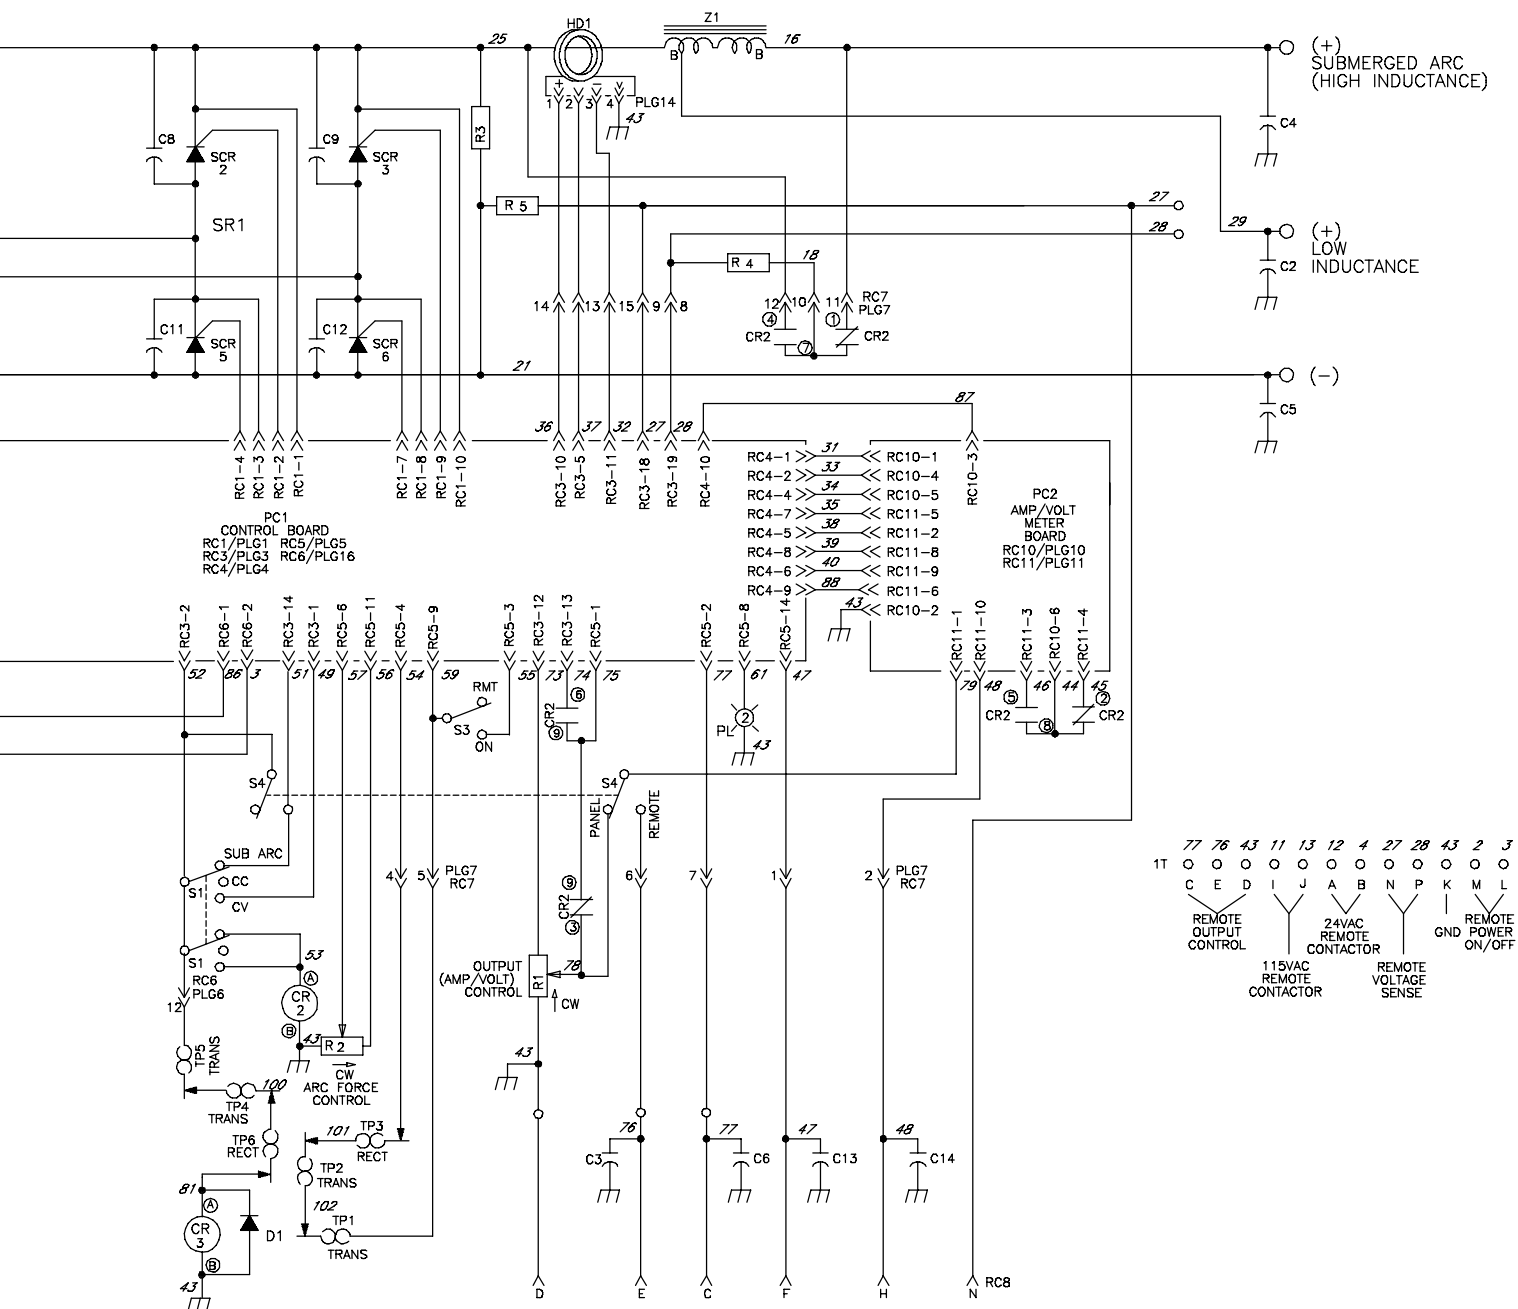 HD1
Z1
25
16
B
B
(+)
SUBMERGED ARC
(HIGH INDUCTANCE)
+
−
1
2
3
4
PLG14
43
C8
C9
R3
C4
SCR
2
SCR
3
SR1
R 5
27
28
29
(+)
LOW
INDUCTANCE
C2
R 4
18
14
13
15
9
8
12
10
11
RC7
PLG7
4
1
CR2
7
CR2
C11
C12
SCR
5
SCR
6
21
(−)
C5
87
36
37
32
27
28
RC1-4
RC1-3
RC1-2
RC1-1
RC1-7
RC1-8
RC1-9
RC1-10
RC3-10
RC3-5
RC3-11
RC3-18
RC3-19
RC4-10
RC10-3
RC4-1 31 RC10-1
RC4-2 33 RC10-4
RC4-4 34 RC10-5
RC4-7 35 RC11-5
RC4-5 38 RC11-2
RC4-8 39 RC11-8
RC4-6 40 RC11-9
RC4-9 88 RC11-6
43 RC10-2
PC2
AMP/VOLT
METER
BOARD
RC10/PLG10
RC11/PLG11
PC1
CONTROL BOARD
RC1/PLG1 RC5/PLG5
RC3/PLG3 RC6/PLG16
RC4/PLG4
RC3-2
RC6-1
RC6-2
RC3-14
RC3-1
RC5-6
RC5-11
RC5-4
RC5-9
RC5-3
RC3-12
RC3-13
RC5-1
RC5-2
RC5-8
RC5-14
RC11-1
RC11-10
RC11-3
RC10-6
RC11-4
52
86
3
51
49
57
56
54
59
55
73
74
75
77
61
47
79
48
46
44
45
RMT
S3
ON
6
CR2
9
PL
2
43
5
CR2
8
2
CR2
S4
S4
PANEL
REMOTE
SUB ARC
S1
CC
CV
4
5
PLG7
RC7
6
7
1
2
PLG7
RC7
9
CR2
3
S1
53
RC6
PLG6
12
A
CR
2
B
43
R 2
CW
ARC FORCE
CONTROL
OUTPUT
(AMP/VOLT)
CONTROL
R1
78
CW
43
TP5
TRANS
100
TP4
TRANS
TP6
RECT
101
TP3
RECT
TP2
TRANS
102
TP1
TRANS
81
A
CR
3
B
D1
43
76
C3
77
C6
47
C13
48
C14
D
E
C
F
H
N
RC8
77 76 43 11 13 12 4 27 28 43 2 3
1T
C E D I J A B N P K M L
REMOTE
OUTPUT
CONTROL
115VAC
REMOTE
CONTACTOR
24VAC
REMOTE
CONTACTOR
REMOTE
VOLTAGE
SENSE
GND
REMOTE
POWER
ON/OFF